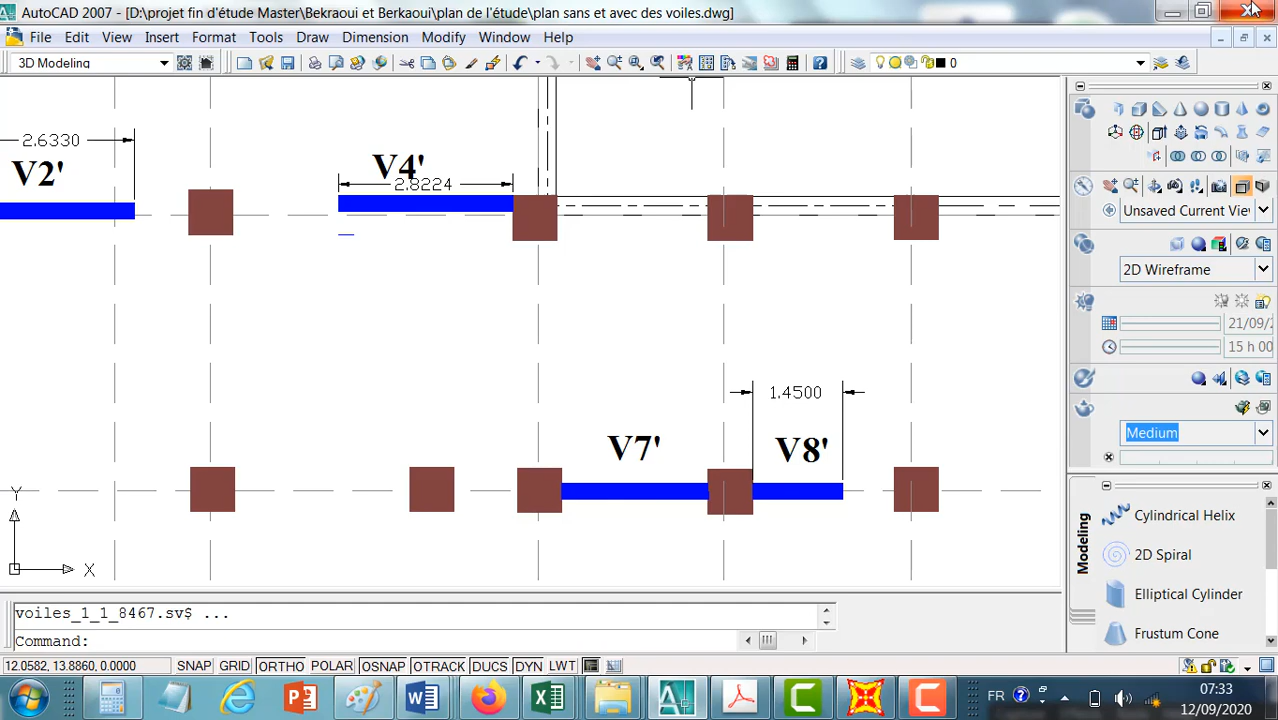 AutoCAD 2007 - [D:\projet fin d'étude Master\Bekraoui et Berkaoui\plan de l'étude\plan sans et avec des voiles.dwg]
File Edit View Insert Format Tools Draw Dimension Modify Window Help
3D Modeling
0
2.6330
V2'
V4'
2.8224
1.4500
V7'
V8'
Y
X
Unsaved Current Vie
2D Wireframe
21/09/2
15 h 00
Medium
Modeling
Cylindrical Helix
2D Spiral
Elliptical Cylinder
Frustum Cone
voiles_1_1_8467.sv$ ...
Command:
12.0582, 13.8860, 0.0000 SNAP GRID ORTHO POLAR OSNAP OTRACK DUCS DYN LWT
FR
07:33
12/09/2020